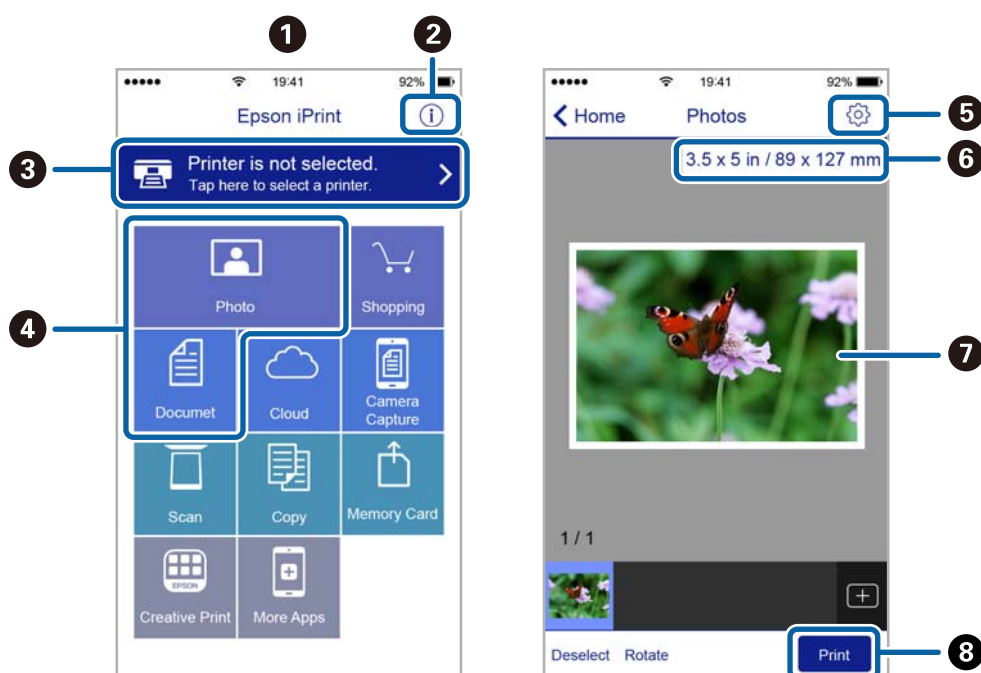 1
2
19:41
92%
Epson iPrint
i
3
Printer is not selected.
Tap here to select a printer.
4
Photo
Shopping
Documet
Cloud
Camera
Capture
Scan
Copy
Memory Card
EPSON
Creative Print
More Apps
19:41
92%
Home
Photos
5
3.5 x 5 in / 89 x 127 mm
6
7
1 / 1
Deselect
Rotate
Print
8